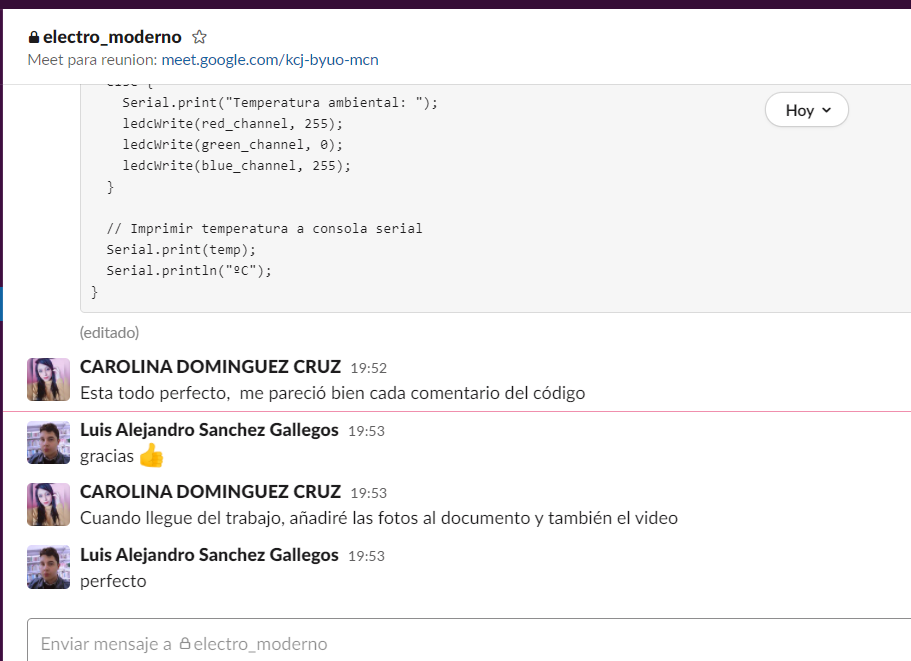 electro_moderno
Meet para reunion: meet.google.com/kcj-byuo-mcn
Hoy
else {
Serial.print("Temperatura ambiental: ");
ledcWrite(red_channel, 255);
ledcWrite(green_channel, 0);
ledcWrite(blue_channel, 255);
}
// Imprimir temperatura a consola serial
Serial.print(temp);
Serial.println("ºC");
}
(editado)
CAROLINA DOMINGUEZ CRUZ 19:52
Esta todo perfecto, me pareció bien cada comentario del código
Luis Alejandro Sanchez Gallegos 19:53
gracias 👍
CAROLINA DOMINGUEZ CRUZ 19:53
Cuando llegue del trabajo, añadiré las fotos al documento y también el video
Luis Alejandro Sanchez Gallegos 19:53
perfecto
Enviar mensaje a electro_moderno